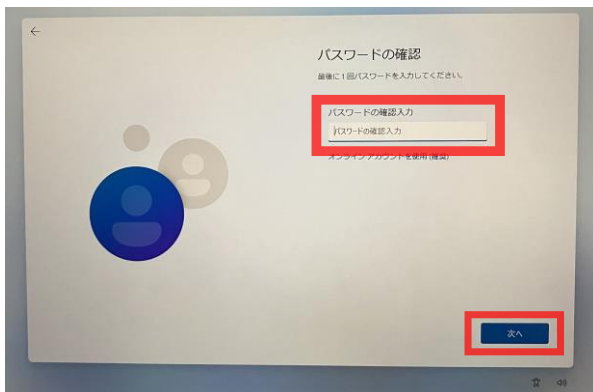 パスワードの確認
最後に1回パスワードを入力してください。
パスワードの確認入力
パスワードの確認入力
オンライン アカウントを使用 (推奨)
次へ